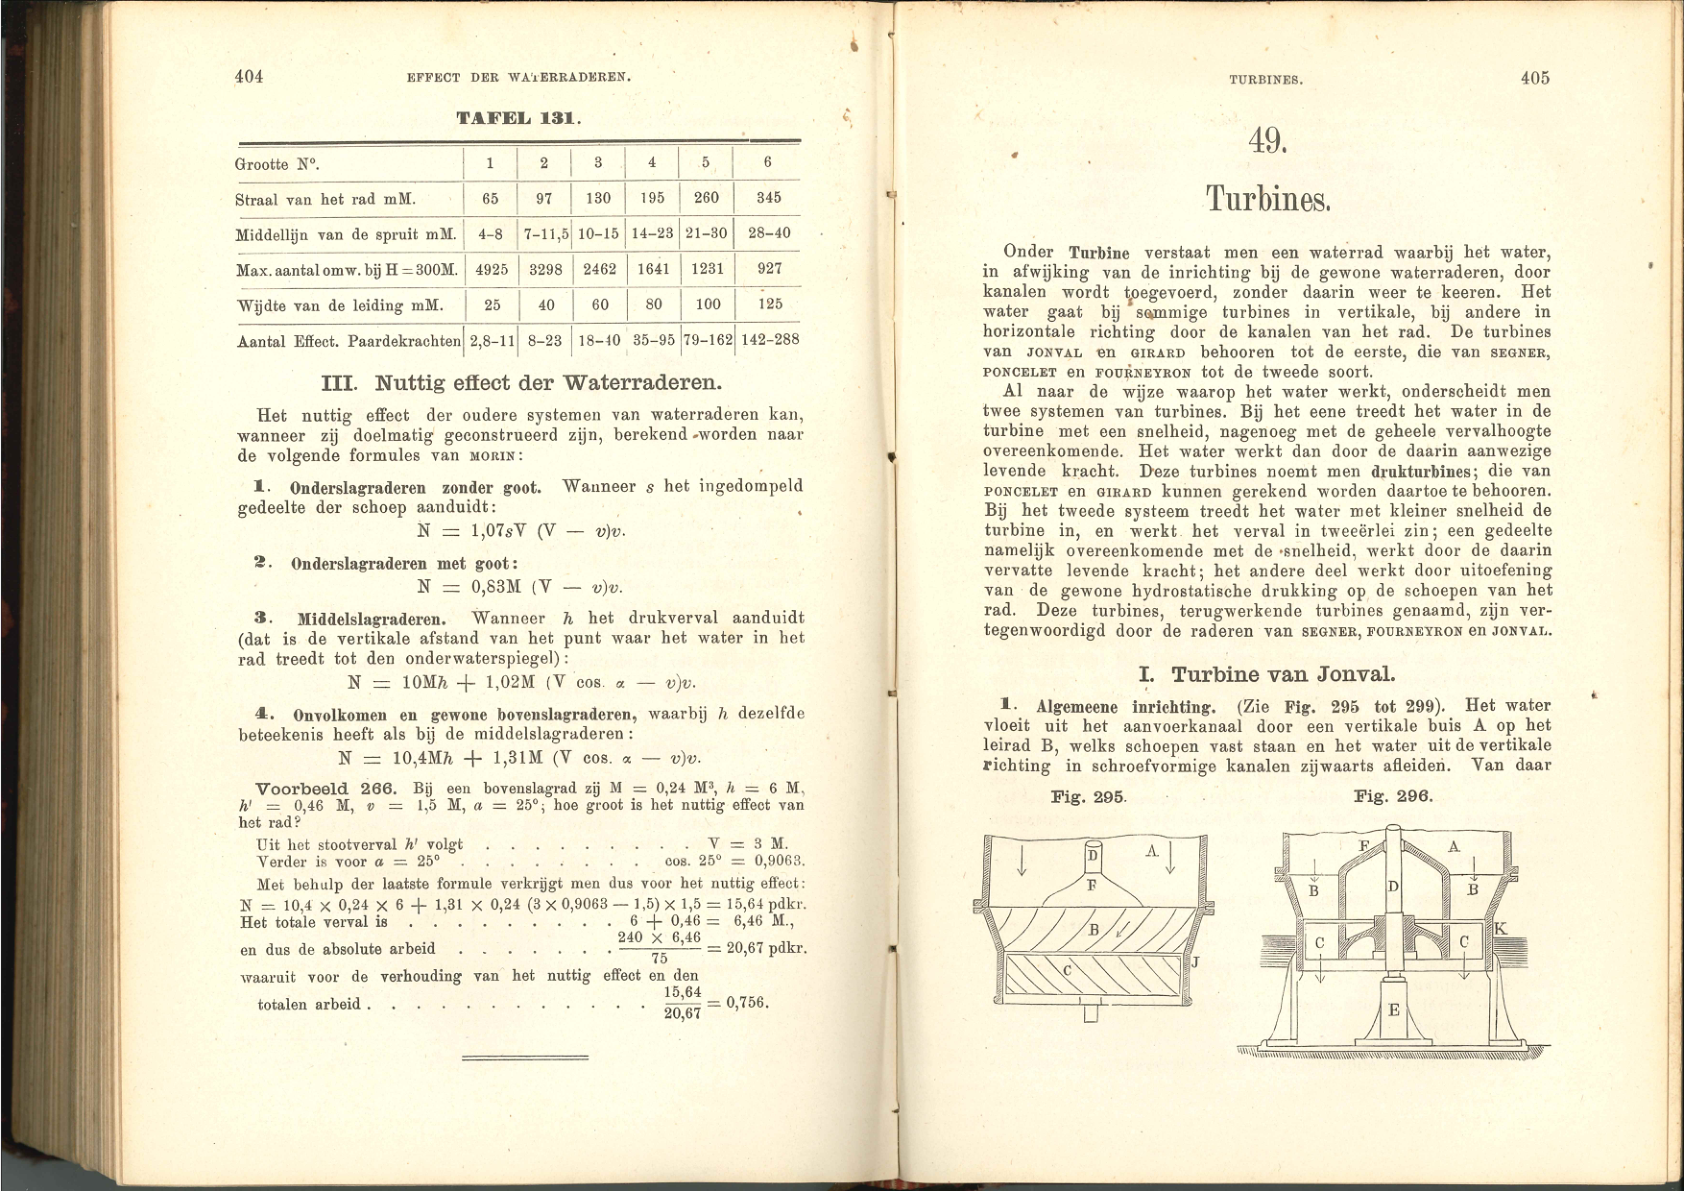 404 EFFECT DER WATERRADEREN.
TAFEL 131.
Grootte N°. 1 2 3 4 5 6
Straal van het rad mM. 65 97 130 195 260 345
Middellijn van de spruit mM. 4–8 7–11,5 10–15 14–23 21–30 28–40
Max. aantal omw. bij H = 300M. 4925 3298 2462 1641 1231 927
Wijdte van de leiding mM. 25 40 60 80 100 125
Aantal Effect. Paardekrachten 2,8–11 8–23 18–40 35–95 79–162 142–288
III. Nuttig effect der Waterraderen.
Het nuttig effect der oudere systemen van waterraderen kan,
wanneer zij doelmatig geconstrueerd zijn, berekend worden naar
de volgende formules van MORIN:
1. Onderslagraderen zonder goot. Wanneer s het ingedompeld
gedeelte der schoep aanduidt:
N = 1,07sV (V — v)v.
2. Onderslagraderen met goot:
N = 0,83M (V — v)v.
3. Middelslagraderen. Wanneer h het drukverval aanduidt
(dat is de vertikale afstand van het punt waar het water in het
rad treedt tot den onderwaterspiegel):
N = 10Mh + 1,02M (V cos. α — v)v.
4. Onvolkomen en gewone bovenslagraderen, waarbij h dezelfde
beteekenis heeft als bij de middelslagraderen:
N = 10,4Mh + 1,31M (V cos. α — v)v.
Voorbeeld 266. Bij een bovenslagrad zij M = 0,24 M³, h = 6 M,
h' = 0,46 M, v = 1,5 M, a = 25°; hoe groot is het nuttig effect van
het rad?
Uit het stootverval h' volgt . . . . . . . . . V = 3 M.
Verder is voor a = 25° . . . . . . . . cos. 25° = 0,9063.
Met behulp der laatste formule verkrijgt men dus voor het nuttig effect:
N = 10,4 × 0,24 × 6 + 1,31 × 0,24 (3 × 0,9063 — 1,5) × 1,5 = 15,64 pdkr.
Het totale verval is . . . . . . . . . 6 + 0,46 = 6,46 M.,
en dus de absolute arbeid . . . . . . . 240 × 6,46 / 75 = 20,67 pdkr.
waaruit voor de verhouding van het nuttig effect en den
totalen arbeid . . . . . . . . . . . . 15,64 / 20,67 = 0,756.
TURBINES. 405
49.
Turbines.
Onder Turbine verstaat men een waterrad waarbij het water,
in afwijking van de inrichting bij de gewone waterraderen, door
kanalen wordt toegevoerd, zonder daarin weer te keeren. Het
water gaat bij sommige turbines in vertikale, bij andere in
horizontale richting door de kanalen van het rad. De turbines
van JONVAL en GIRARD behooren tot de eerste, die van SEGNER,
PONCELET en FOURNEYRON tot de tweede soort.
Al naar de wijze waarop het water werkt, onderscheidt men
twee systemen van turbines. Bij het eene treedt het water in de
turbine met een snelheid, nagenoeg met de geheele vervalhoogte
overeenkomende. Het water werkt dan door de daarin aanwezige
levende kracht. Deze turbines noemt men drukturbines; die van
PONCELET en GIRARD kunnen gerekend worden daartoe te behooren.
Bij het tweede systeem treedt het water met kleiner snelheid de
turbine in, en werkt het verval in tweeërlei zin; een gedeelte
namelijk overeenkomende met de snelheid, werkt door de daarin
vervatte levende kracht; het andere deel werkt door uitoefening
van de gewone hydrostatische drukking op de schoepen van het
rad. Deze turbines, terugwerkende turbines genaamd, zijn ver-
tegenwoordigd door de raderen van SEGNER, FOURNEYRON en JONVAL.
I. Turbine van Jonval.
1. Algemeene inrichting. (Zie Fig. 295 tot 299). Het water
vloeit uit het aanvoerkanaal door een vertikale buis A op het
leirad B, welks schoepen vast staan en het water uit de vertikale
richting in schroefvormige kanalen zijwaarts afleiden. Van daar
Fig. 295. Fig. 296.
D A F B C J
F A B D B C C K E